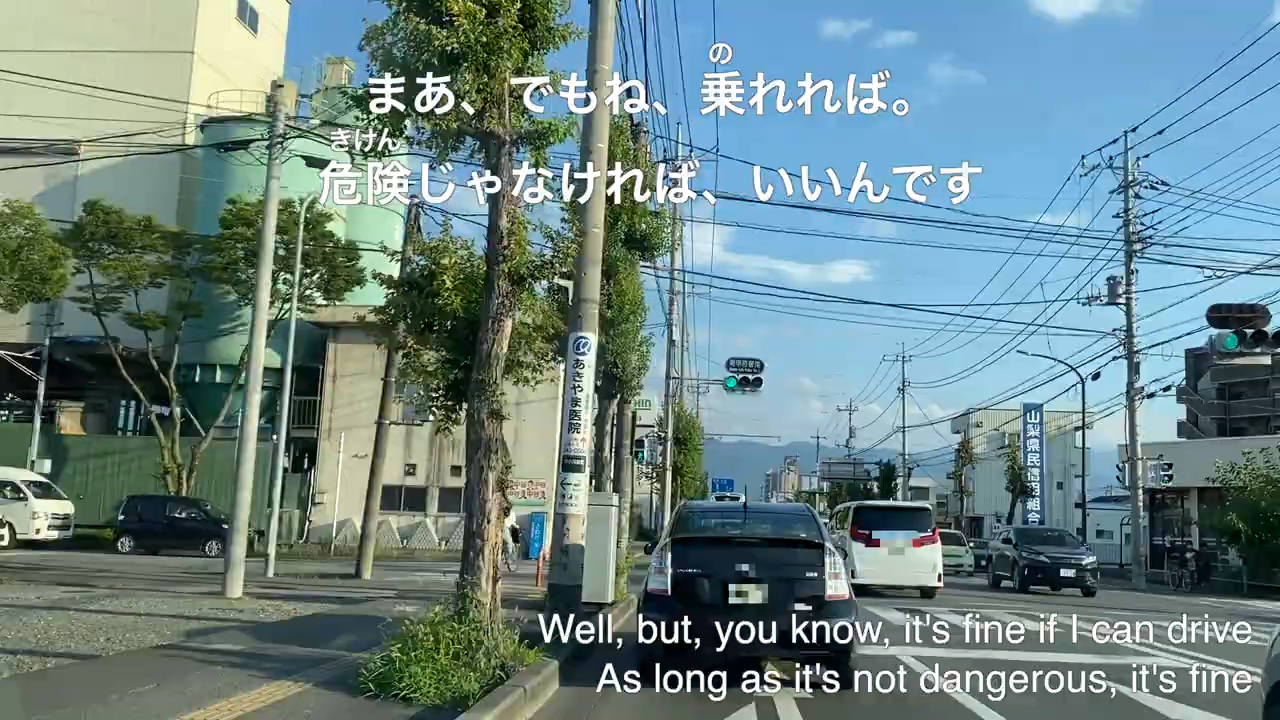 の
まあ、でもね、乗れれば。
きけん
危険じゃなければ、いいんです
あきやま医院
山梨県民信用組合
Well, but, you know, it's fine if I can drive
As long as it's not dangerous, it's fine